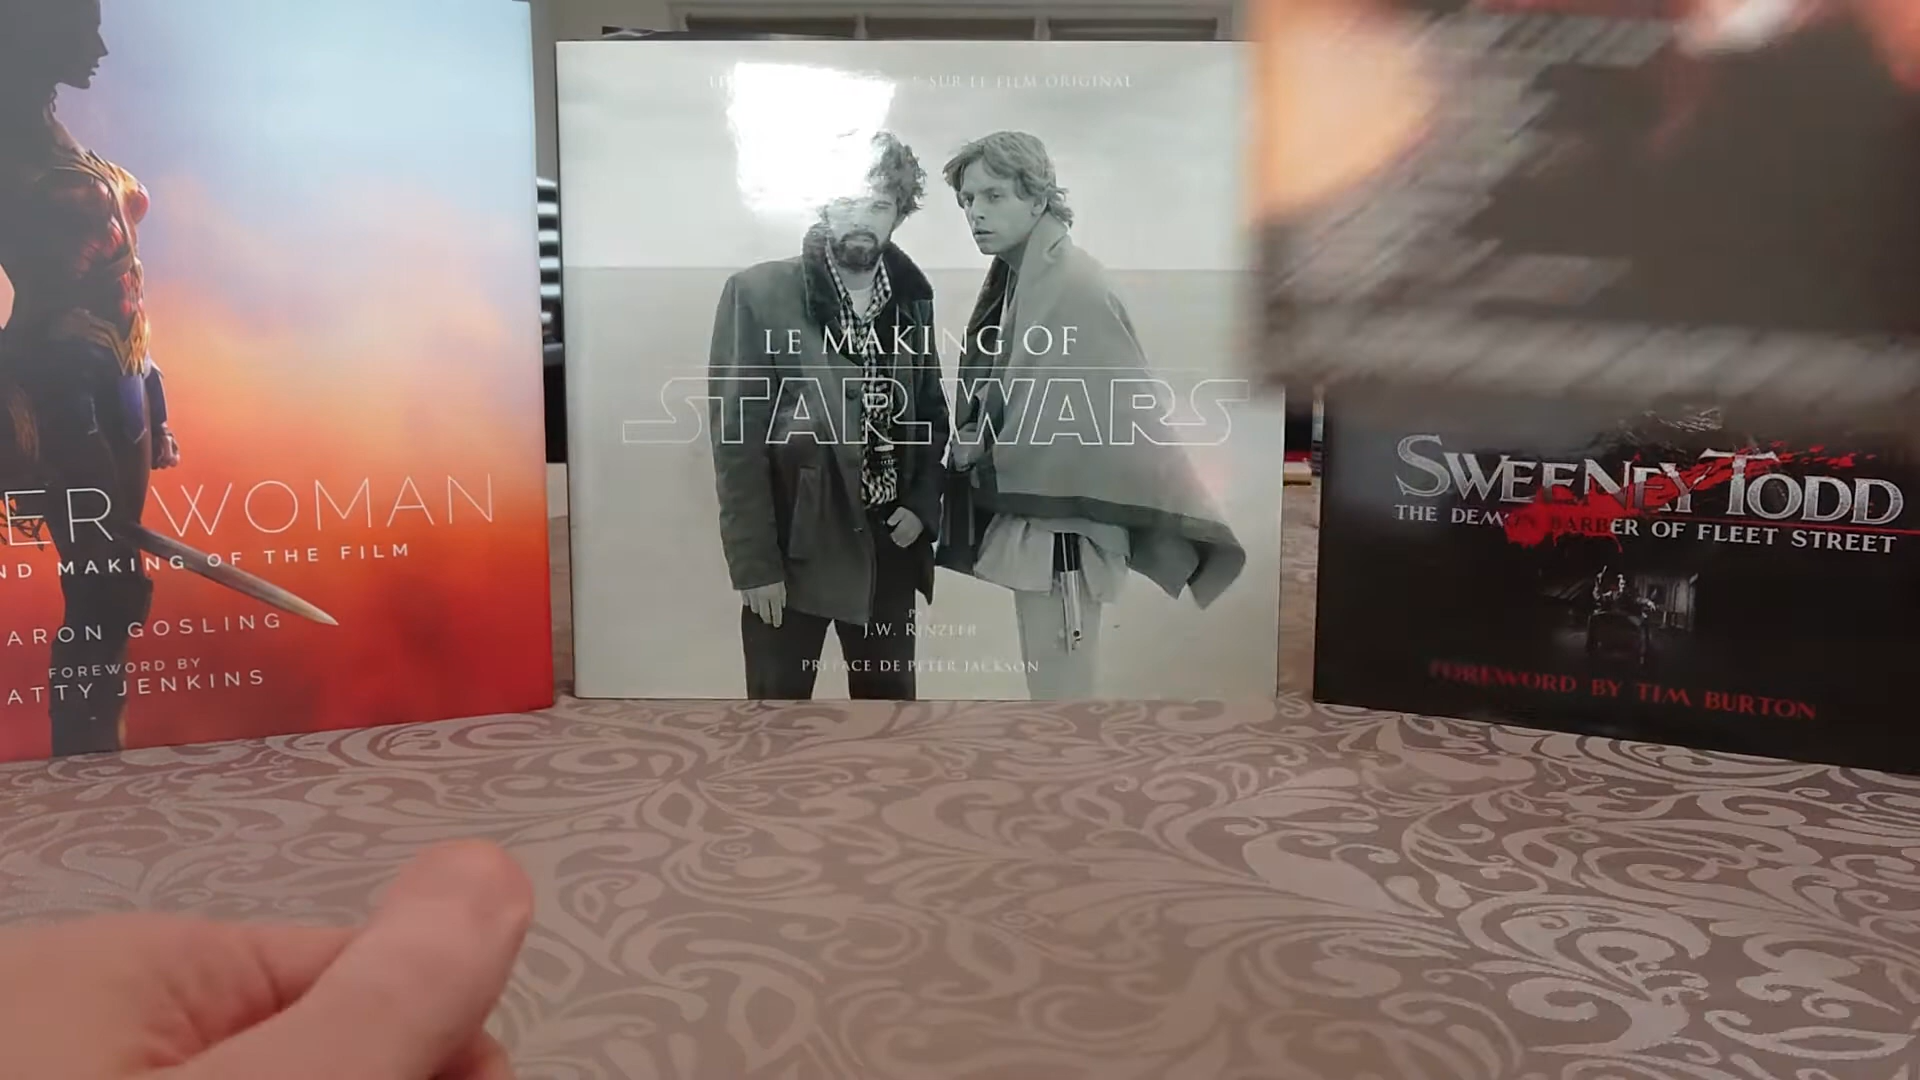 ER WOMAN
ND MAKING OF THE FILM
ARON GOSLING
FOREWORD BY
ATTY JENKINS
SUR LE FILM ORIGINAL
LE MAKING OF
STAR WARS
J.W. RINZLER
PRÉFACE DE PETER JACKSON
SWEENEY TODD
THE DEMON BARBER OF FLEET STREET
FOREWORD BY TIM BURTON